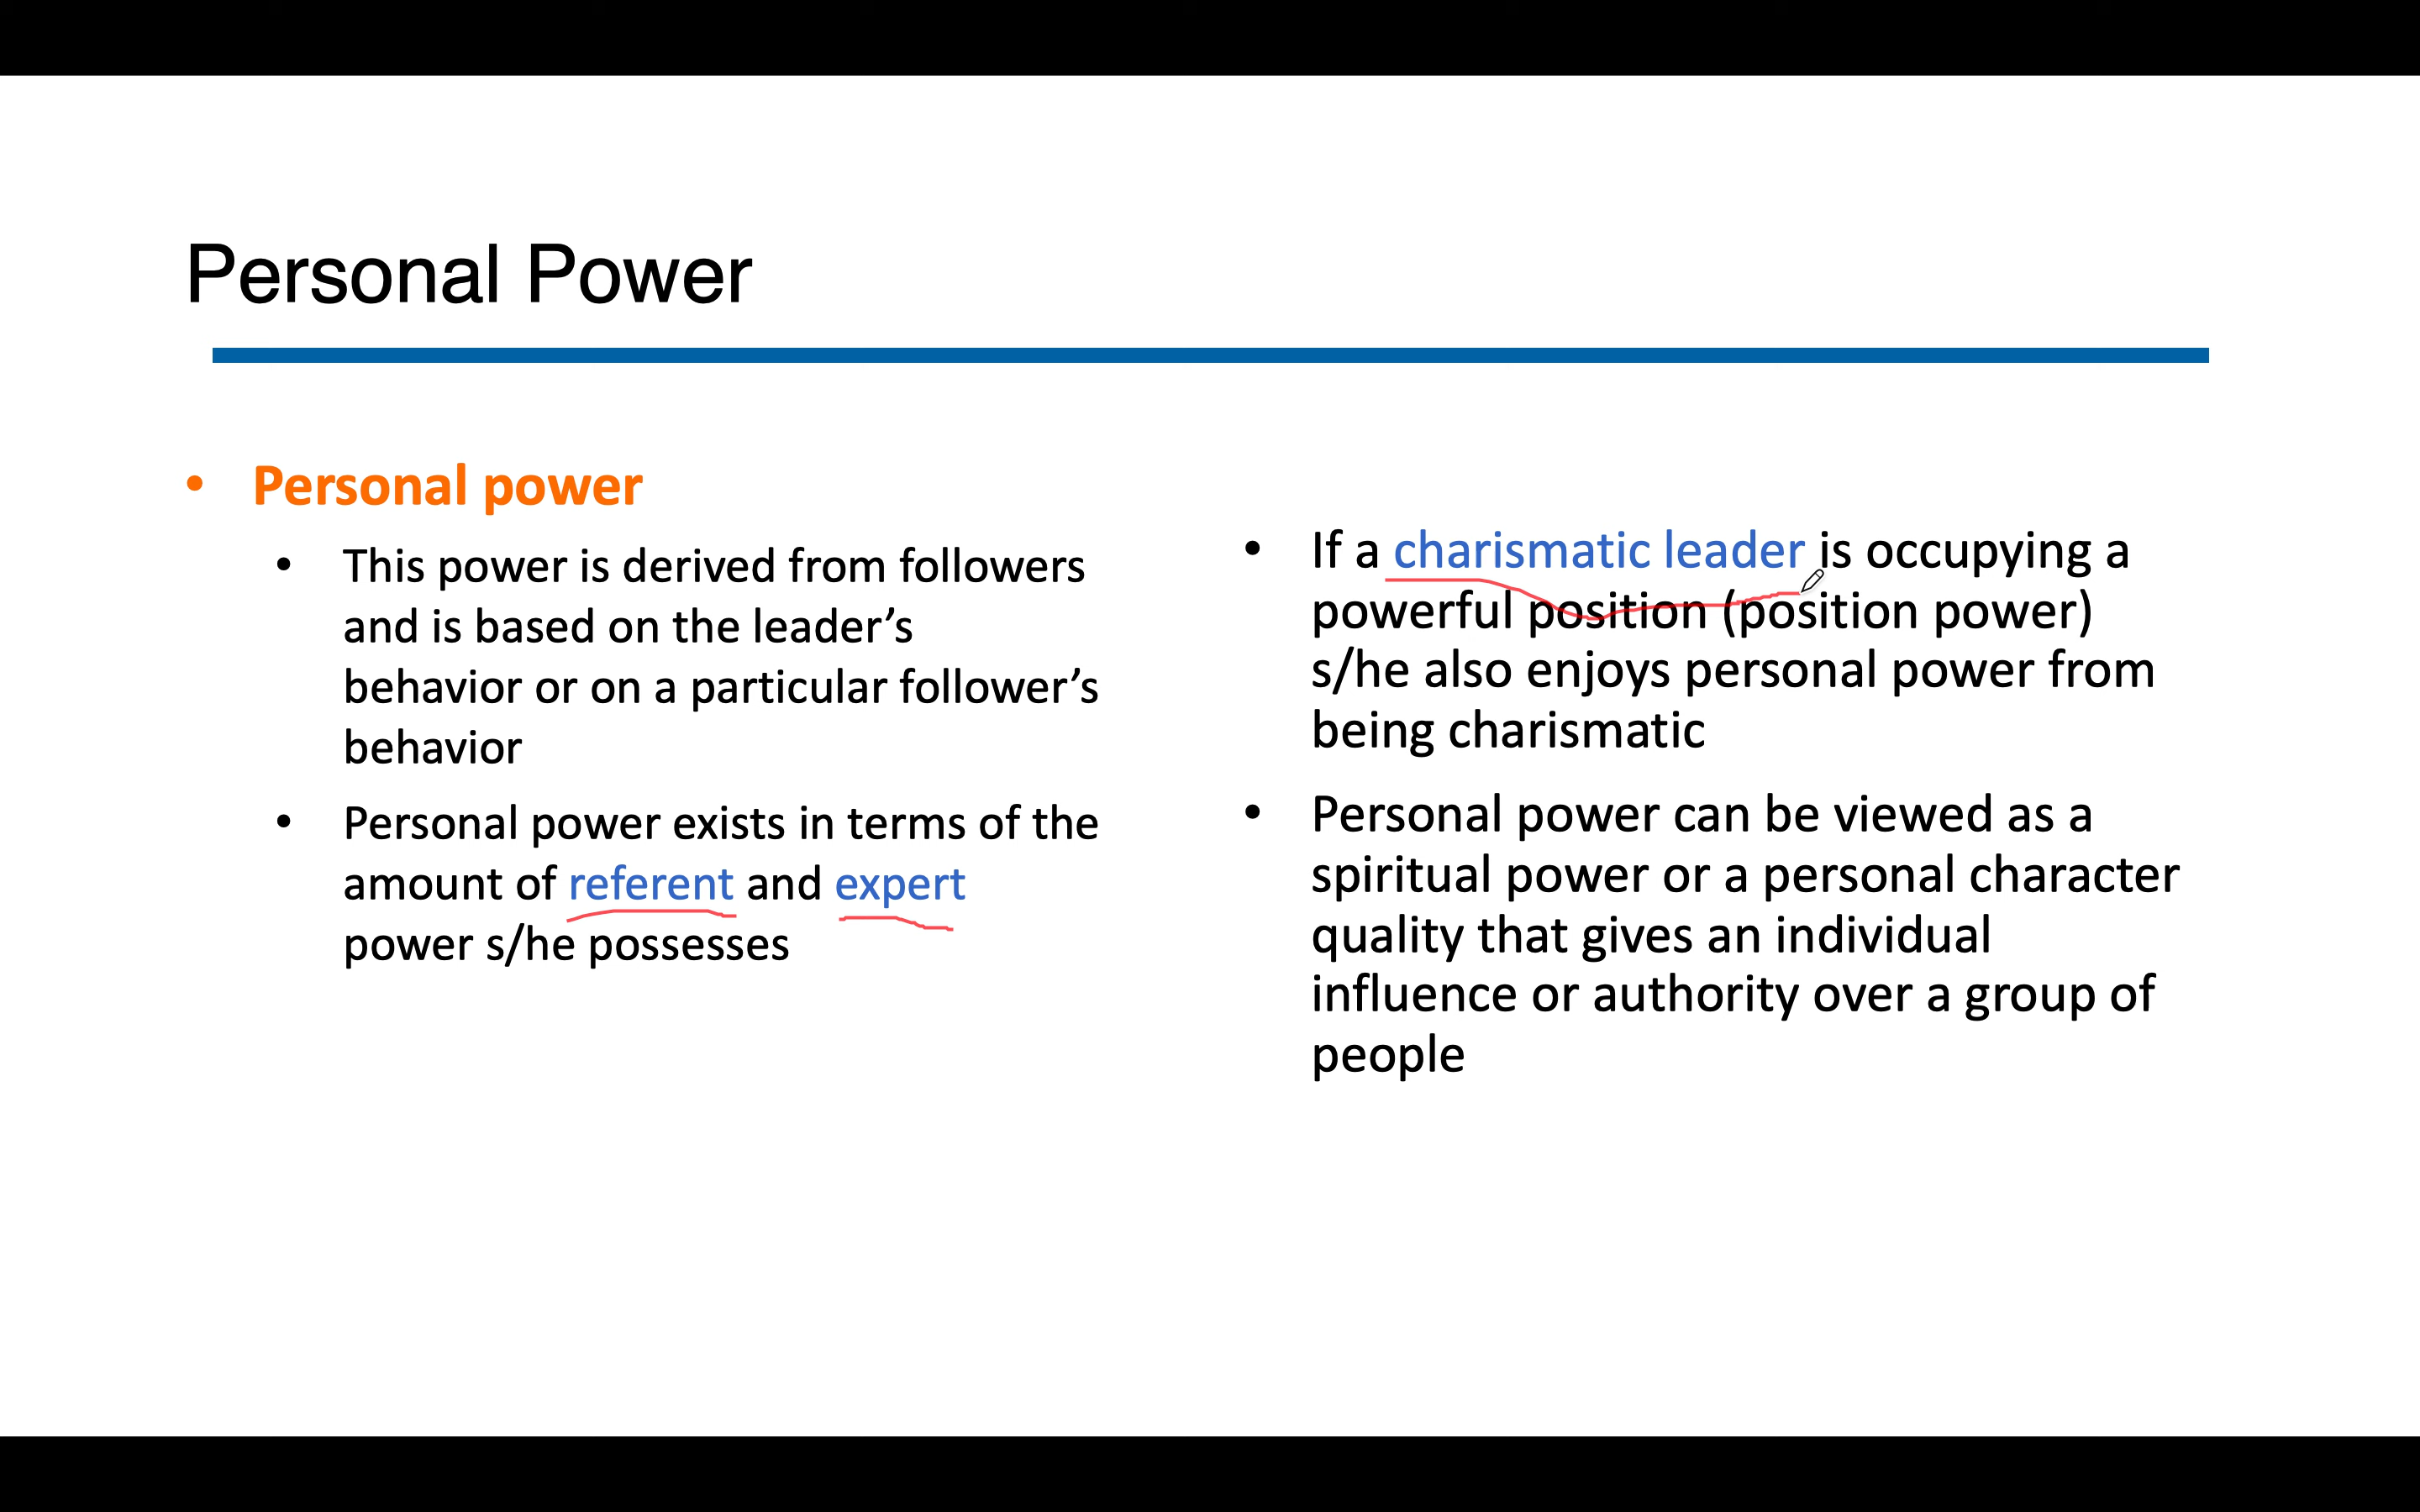 Personal Power
• Personal power
• This power is derived from followers
and is based on the leader’s
behavior or on a particular follower’s
behavior
• Personal power exists in terms of the
amount of referent and expert
power s/he possesses
• If a charismatic leader is occupying a
powerful position (position power)
s/he also enjoys personal power from
being charismatic
• Personal power can be viewed as a
spiritual power or a personal character
quality that gives an individual
influence or authority over a group of
people